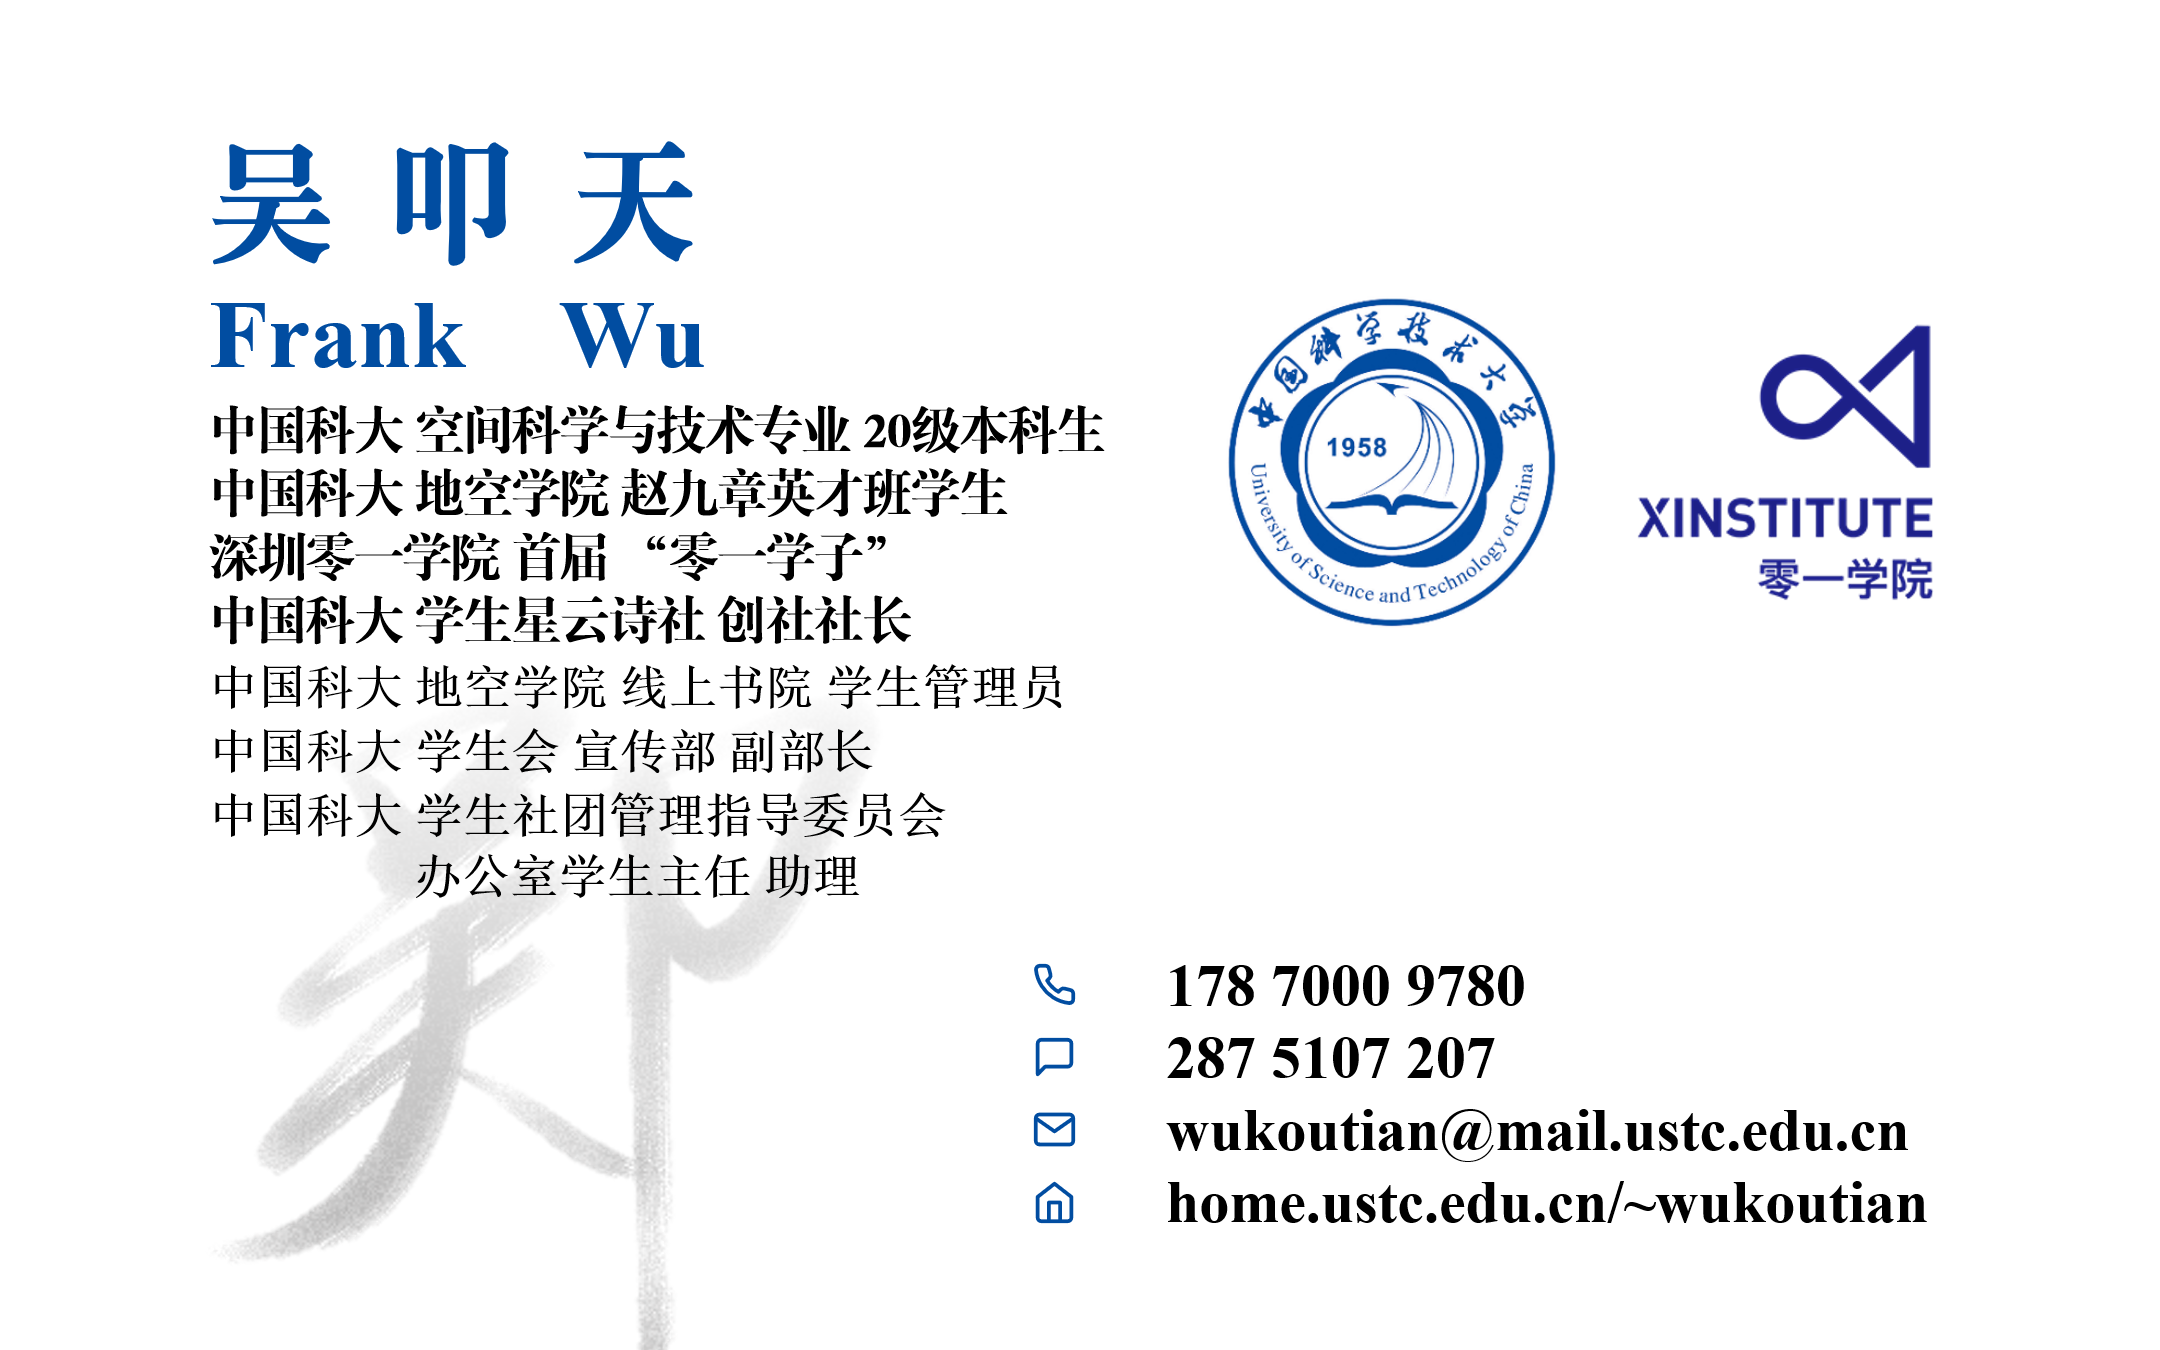 吴 叩 天
Frank Wu
中国科大 空间科学与技术专业 20级本科生
中国科大 地空学院 赵九章英才班学生
深圳零一学院 首届 “零一学子”
中国科大 学生星云诗社 创社社长
中国科大 地空学院 线上书院 学生管理员
中国科大 学生会 宣传部 副部长
中国科大 学生社团管理指导委员会
办公室学生主任 助理
中国科学技术大学
1958
University of Science and Technology of China
XINSTITUTE
零一学院
178 7000 9780
287 5107 207
wukoutian@mail.ustc.edu.cn
home.ustc.edu.cn/~wukoutian